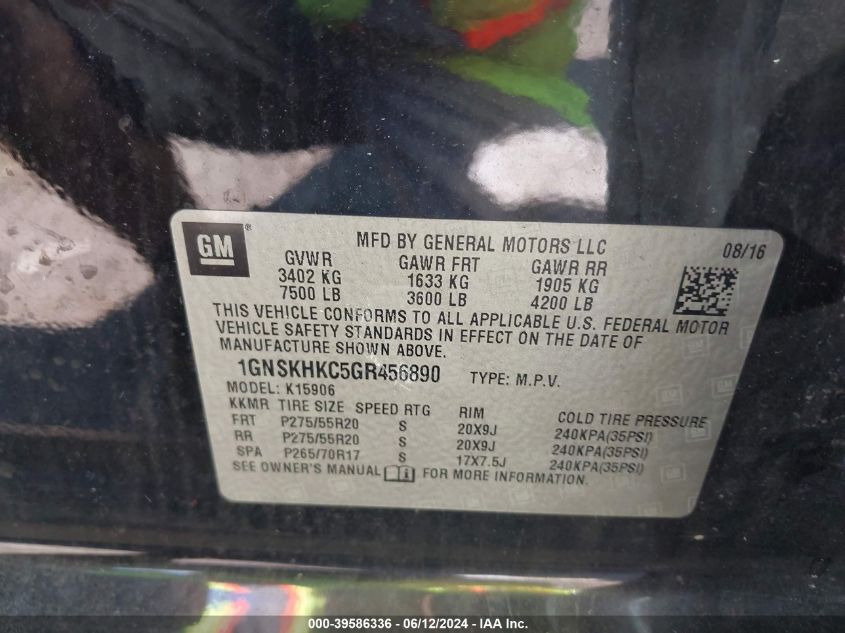 GM ®
MFD BY GENERAL MOTORS LLC 08/16
GVWR GAWR FRT GAWR RR
3402 KG 1633 KG 1905 KG
7500 LB 3600 LB 4200 LB
THIS VEHICLE CONFORMS TO ALL APPLICABLE U.S. FEDERAL MOTOR
VEHICLE SAFETY STANDARDS IN EFFECT ON THE DATE OF
MANUFACTURE SHOWN ABOVE.
1GNSKHKC5GR456890 TYPE: M.P.V.
MODEL: K15906
KKMR TIRE SIZE SPEED RTG RIM COLD TIRE PRESSURE
FRT P275/55R20 S 20X9J 240KPA(35PSI)
RR P275/55R20 S 20X9J 240KPA(35PSI)
SPA P265/70R17 S 17X7.5J 240KPA(35PSI)
SEE OWNER'S MANUAL FOR MORE INFORMATION.
000-39586336 - 06/12/2024 - IAA Inc.